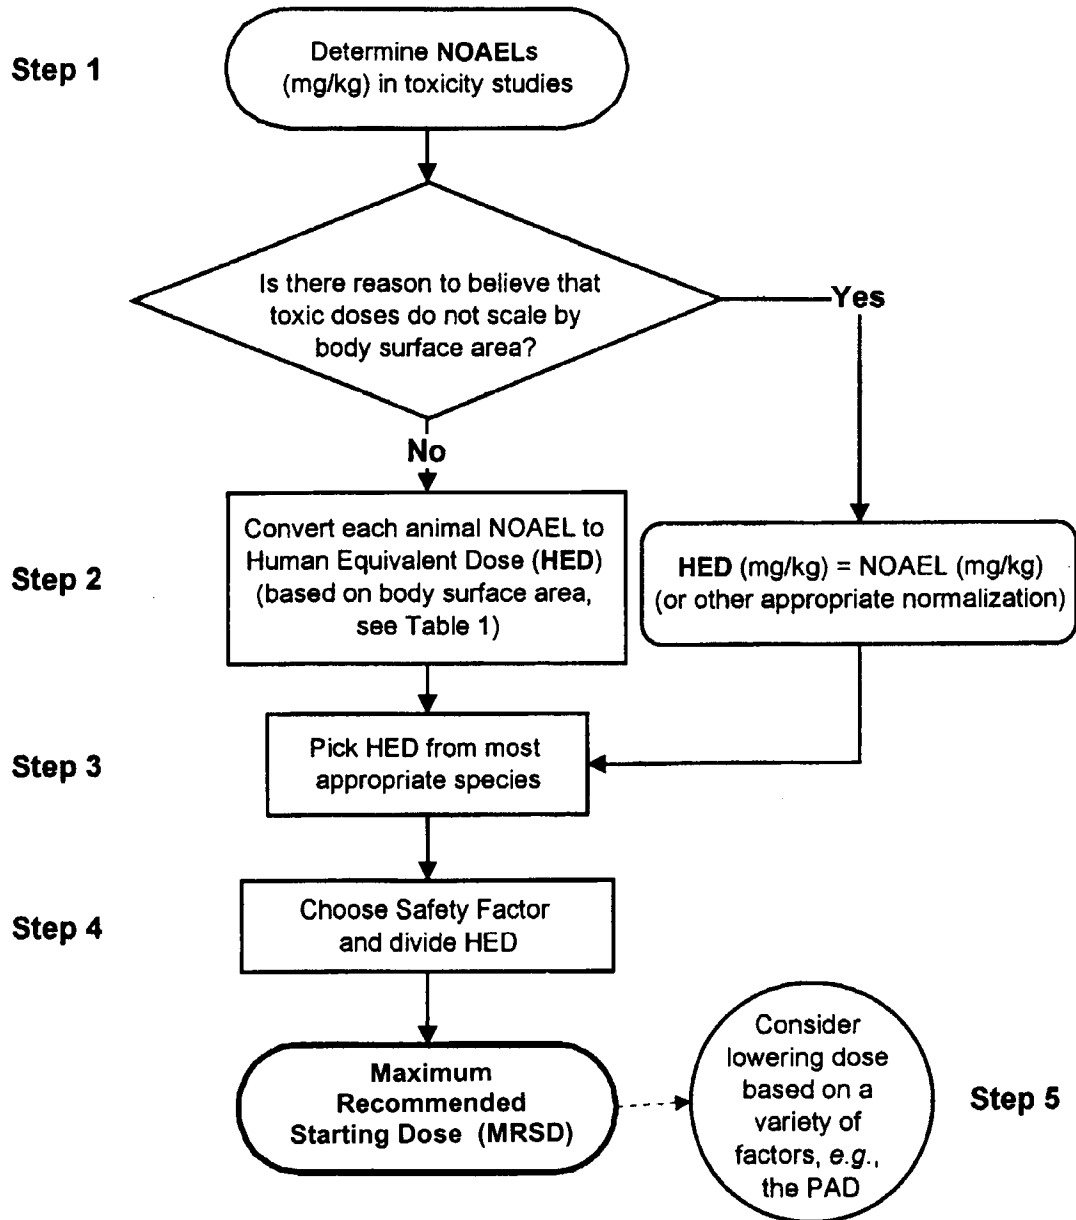 Step 1
Determine NOAELs
(mg/kg) in toxicity studies
Is there reason to believe that
toxic doses do not scale by
body surface area?
Yes
No
Step 2
Convert each animal NOAEL to
Human Equivalent Dose (HED)
(based on body surface area,
see Table 1)
HED (mg/kg) = NOAEL (mg/kg)
(or other appropriate normalization)
Step 3
Pick HED from most
appropriate species
Step 4
Choose Safety Factor
and divide HED
Maximum
Recommended
Starting Dose (MRSD)
Consider
lowering dose
based on a
variety of
factors, e.g.,
the PAD
Step 5